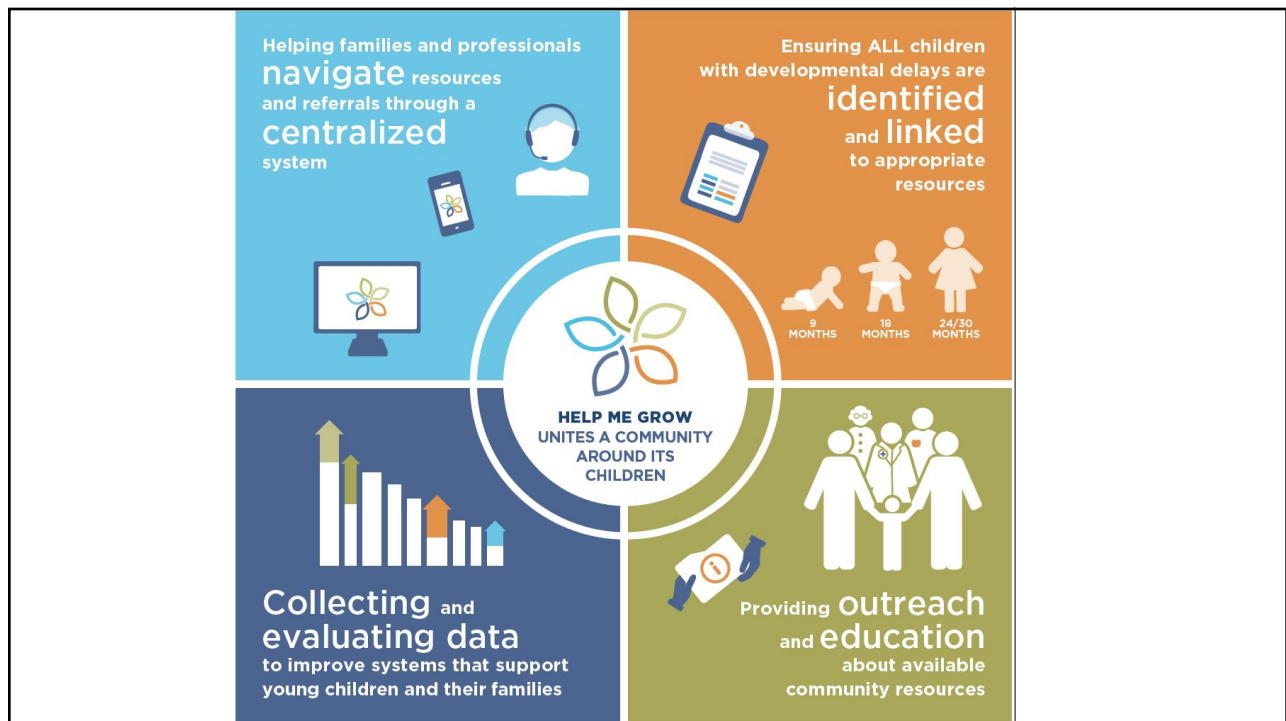 Helping families and professionals
navigate resources
and referrals through a
centralized
system
Ensuring ALL children
with developmental delays are
identified
and linked
to appropriate
resources
9
MONTHS
18
MONTHS
24/30
MONTHS
HELP ME GROW
UNITES A COMMUNITY
AROUND ITS
CHILDREN
Collecting and
evaluating data
to improve systems that support
young children and their families
i
Providing outreach
and education
about available
community resources